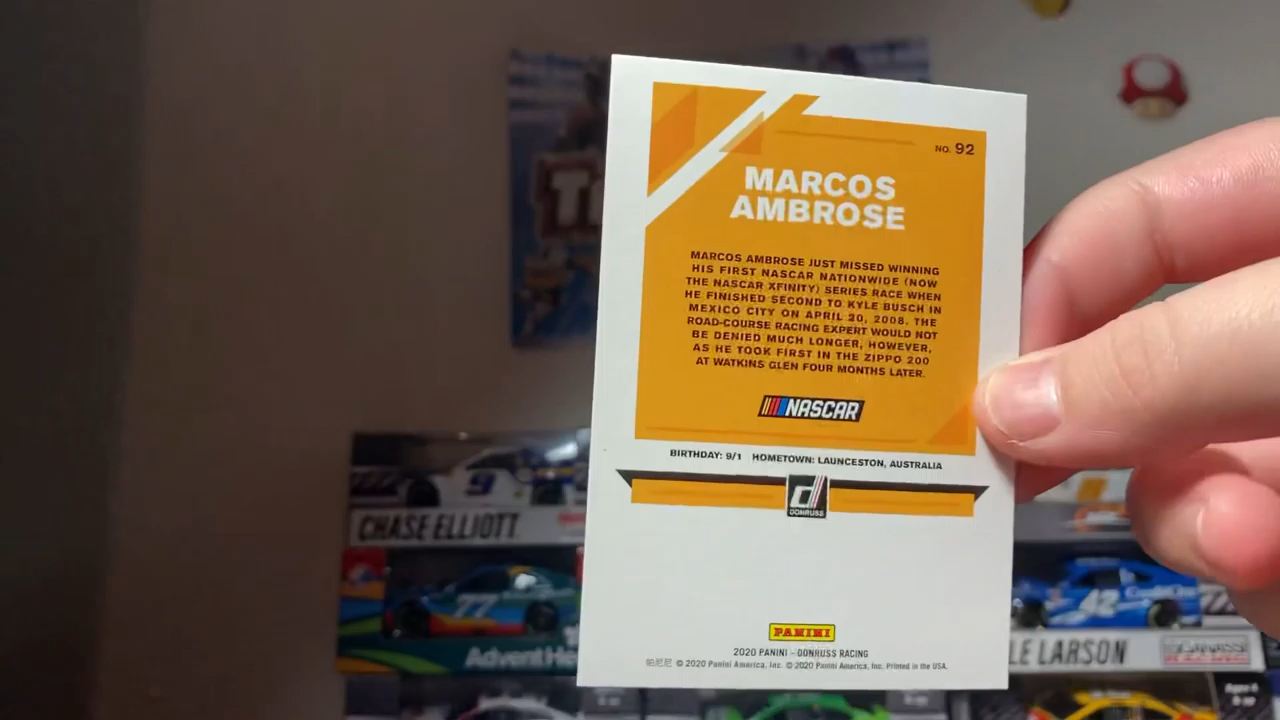 NO. 92
MARCOS
AMBROSE
MARCOS AMBROSE JUST MISSED WINNING
HIS FIRST NASCAR NATIONWIDE (NOW
THE NASCAR XFINITY) SERIES RACE WHEN
HE FINISHED SECOND TO KYLE BUSCH IN
MEXICO CITY ON APRIL 20, 2008. THE
ROAD-COURSE RACING EXPERT WOULD NOT
BE DENIED MUCH LONGER, HOWEVER,
AS HE TOOK FIRST IN THE ZIPPO 200
AT WATKINS GLEN FOUR MONTHS LATER.
NASCAR
BIRTHDAY: 9/1 HOMETOWN: LAUNCESTON, AUSTRALIA
d
DONRUSS
PANINI
2020 PANINI - DONRUSS RACING
帕尼尼 © 2020 Panini America, Inc. © 2020 Panini America, Inc. Printed in the USA.
9
CHASE ELLIOTT
77
Advent He
42
LE LARSON